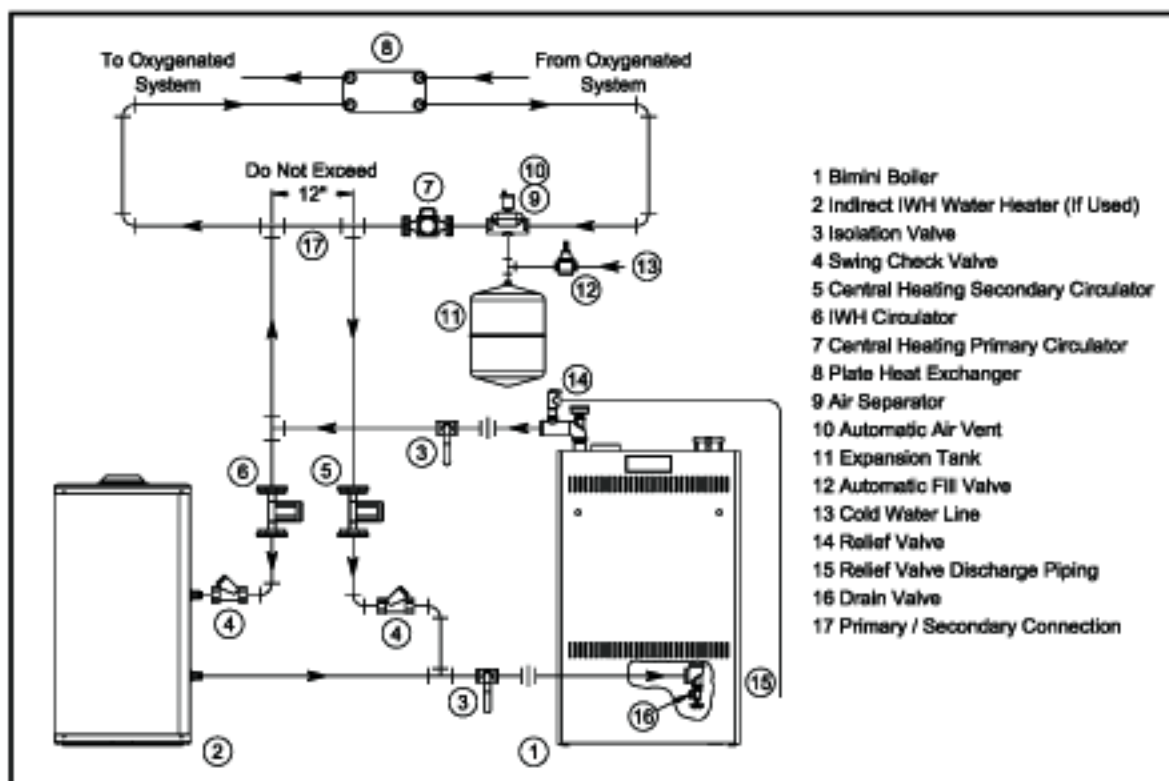 8
To Oxygenated
System
From Oxygenated
System
Do Not Exceed
12"
7
10
9
17
13
12
11
14
3
6
5
4
4
3
15
16
2
1
1 Bimini Boiler
2 Indirect IWH Water Heater (If Used)
3 Isolation Valve
4 Swing Check Valve
5 Central Heating Secondary Circulator
6 IWH Circulator
7 Central Heating Primary Circulator
8 Plate Heat Exchanger
9 Air Separator
10 Automatic Air Vent
11 Expansion Tank
12 Automatic Fill Valve
13 Cold Water Line
14 Relief Valve
15 Relief Valve Discharge Piping
16 Drain Valve
17 Primary / Secondary Connection